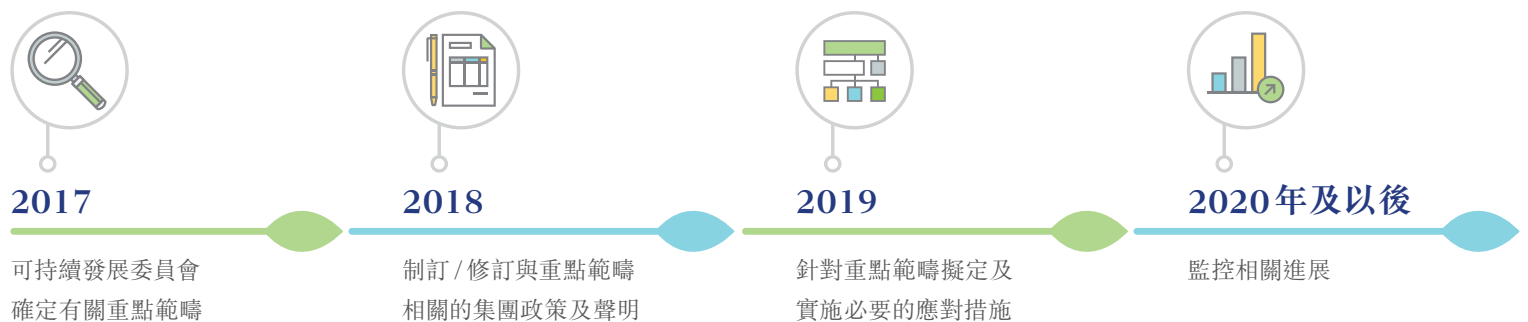 2017
可持續發展委員會
確定有關重點範疇
2018
制訂/修訂與重點範疇
相關的集團政策及聲明
2019
針對重點範疇擬定及
實施必要的應對措施
2020年及以後
監控相關進展